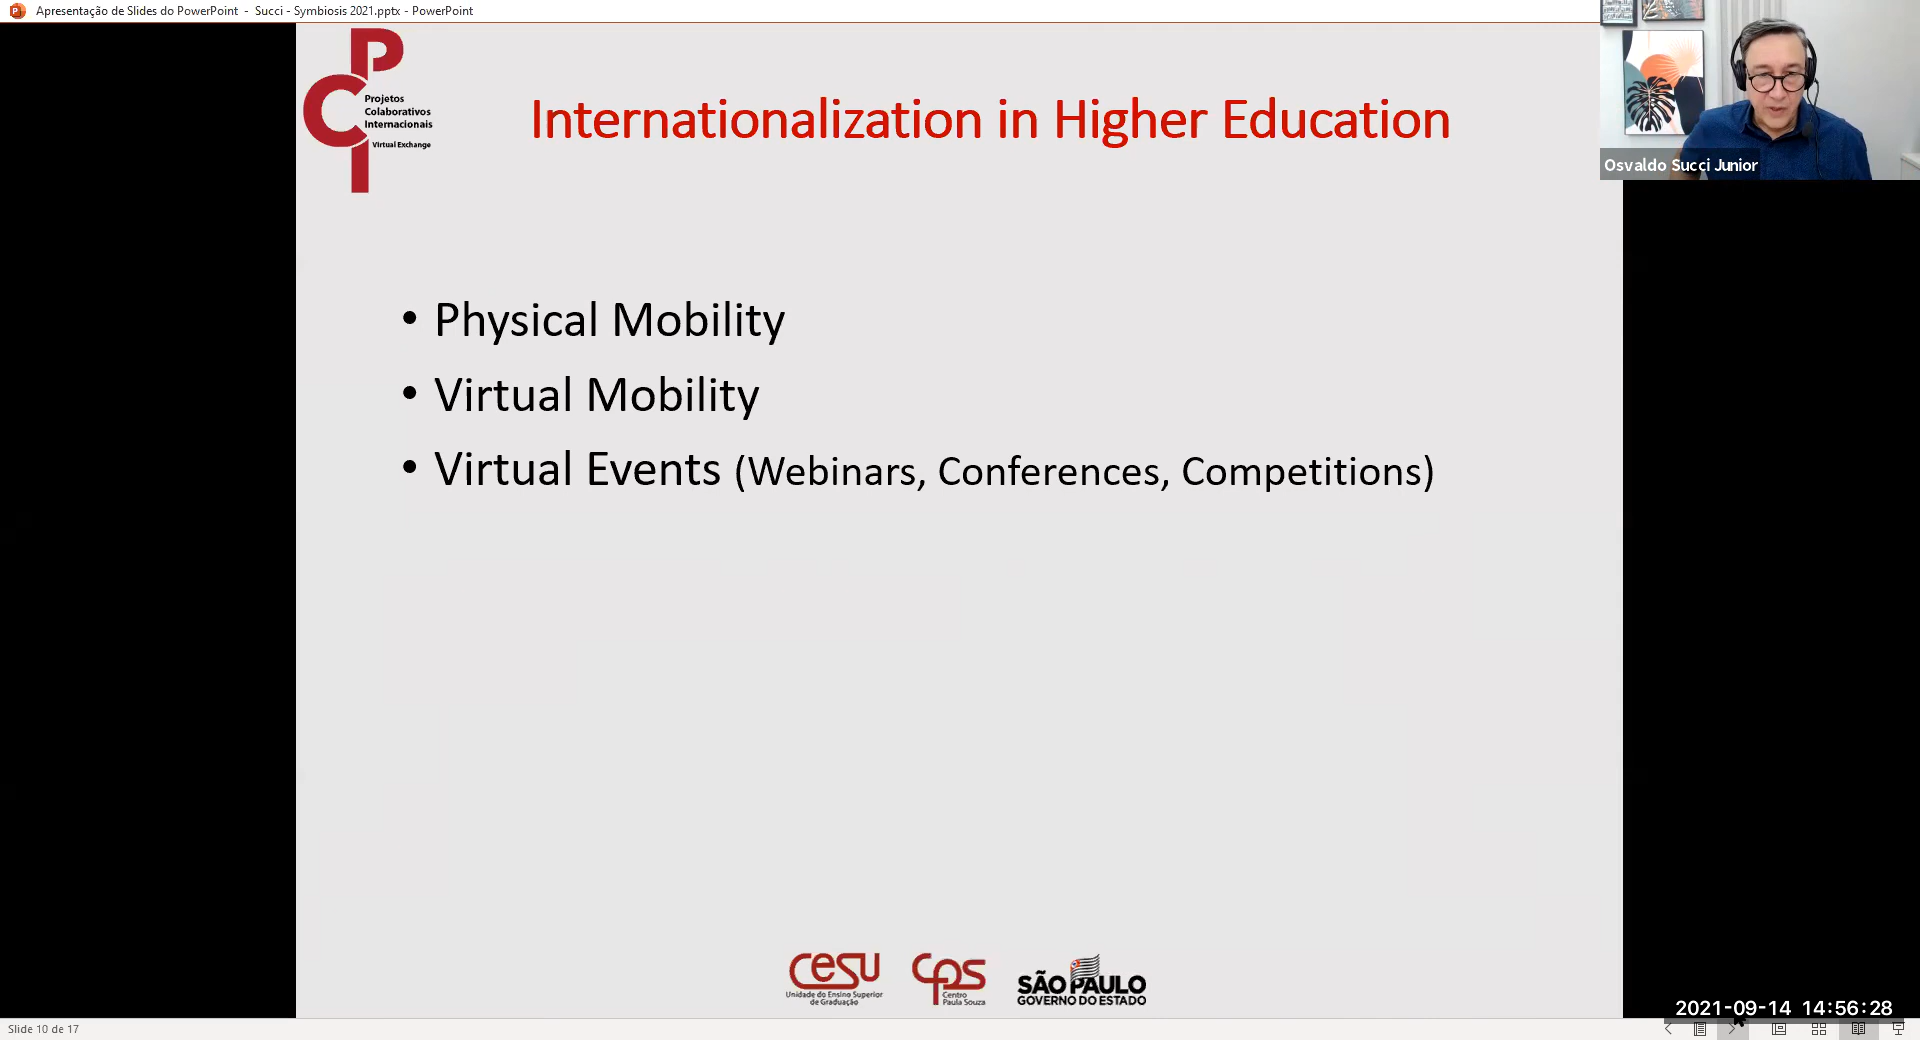 Apresentação de Slides do PowerPoint - Succi - Symbiosis 2021.pptx - PowerPoint
PCI
Projetos
Colaborativos
Internacionais
Virtual Exchange
Internationalization in Higher Education
Osvaldo Succi Junior
• Physical Mobility
• Virtual Mobility
• Virtual Events (Webinars, Conferences, Competitions)
cesu
Unidade do Ensino Superior
de Graduação
cps
Centro
Paula Souza
SÃO PAULO
GOVERNO DO ESTADO
2021-09-14 14:56:28
Slide 10 de 17